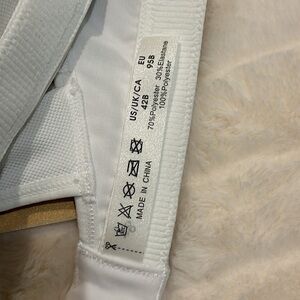 EU
95B
US/UK/CA
42B
70%Polyester 30%Elastane
100%Polyester
MADE IN CHINA